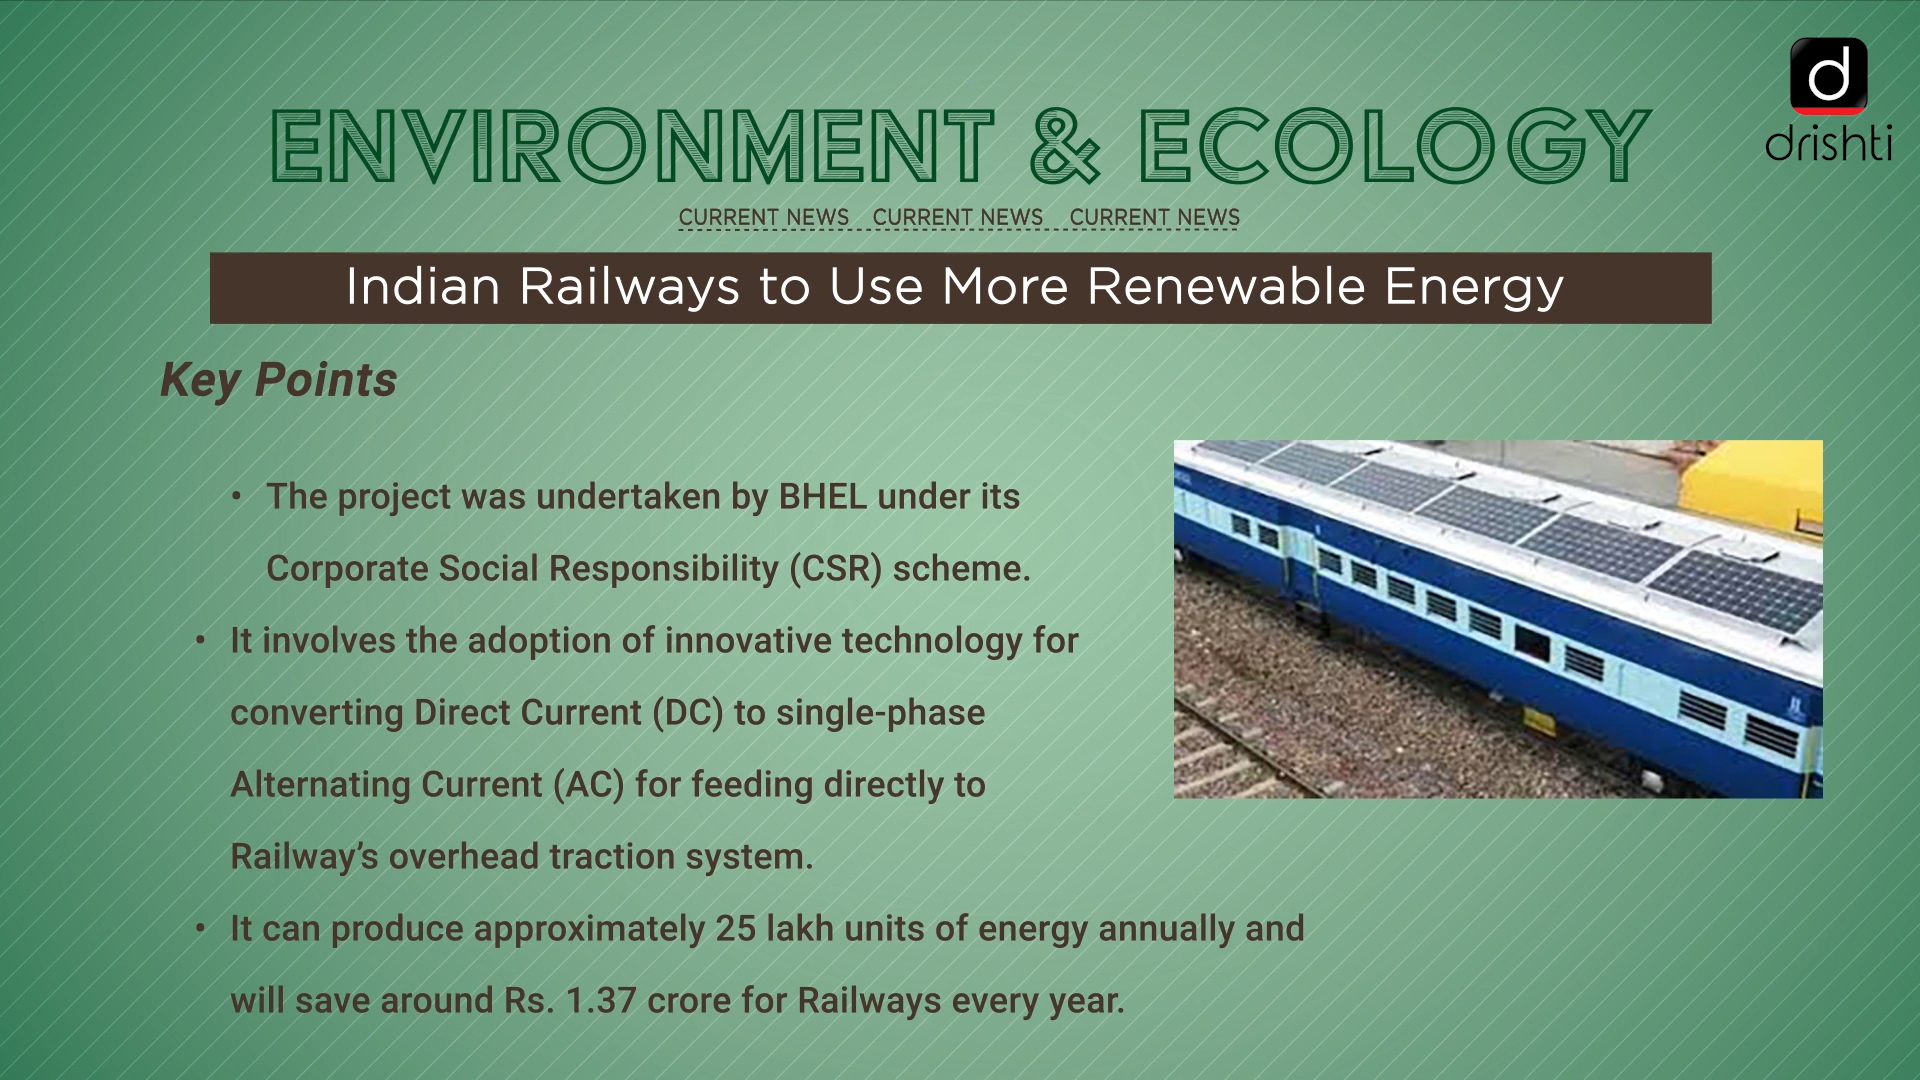 d
drishti
ENVIRONMENT & ECOLOGY
CURRENT NEWS CURRENT NEWS CURRENT NEWS
Indian Railways to Use More Renewable Energy
Key Points
• The project was undertaken by BHEL under its
Corporate Social Responsibility (CSR) scheme.
• It involves the adoption of innovative technology for
converting Direct Current (DC) to single-phase
Alternating Current (AC) for feeding directly to
Railway’s overhead traction system.
• It can produce approximately 25 lakh units of energy annually and
will save around Rs. 1.37 crore for Railways every year.